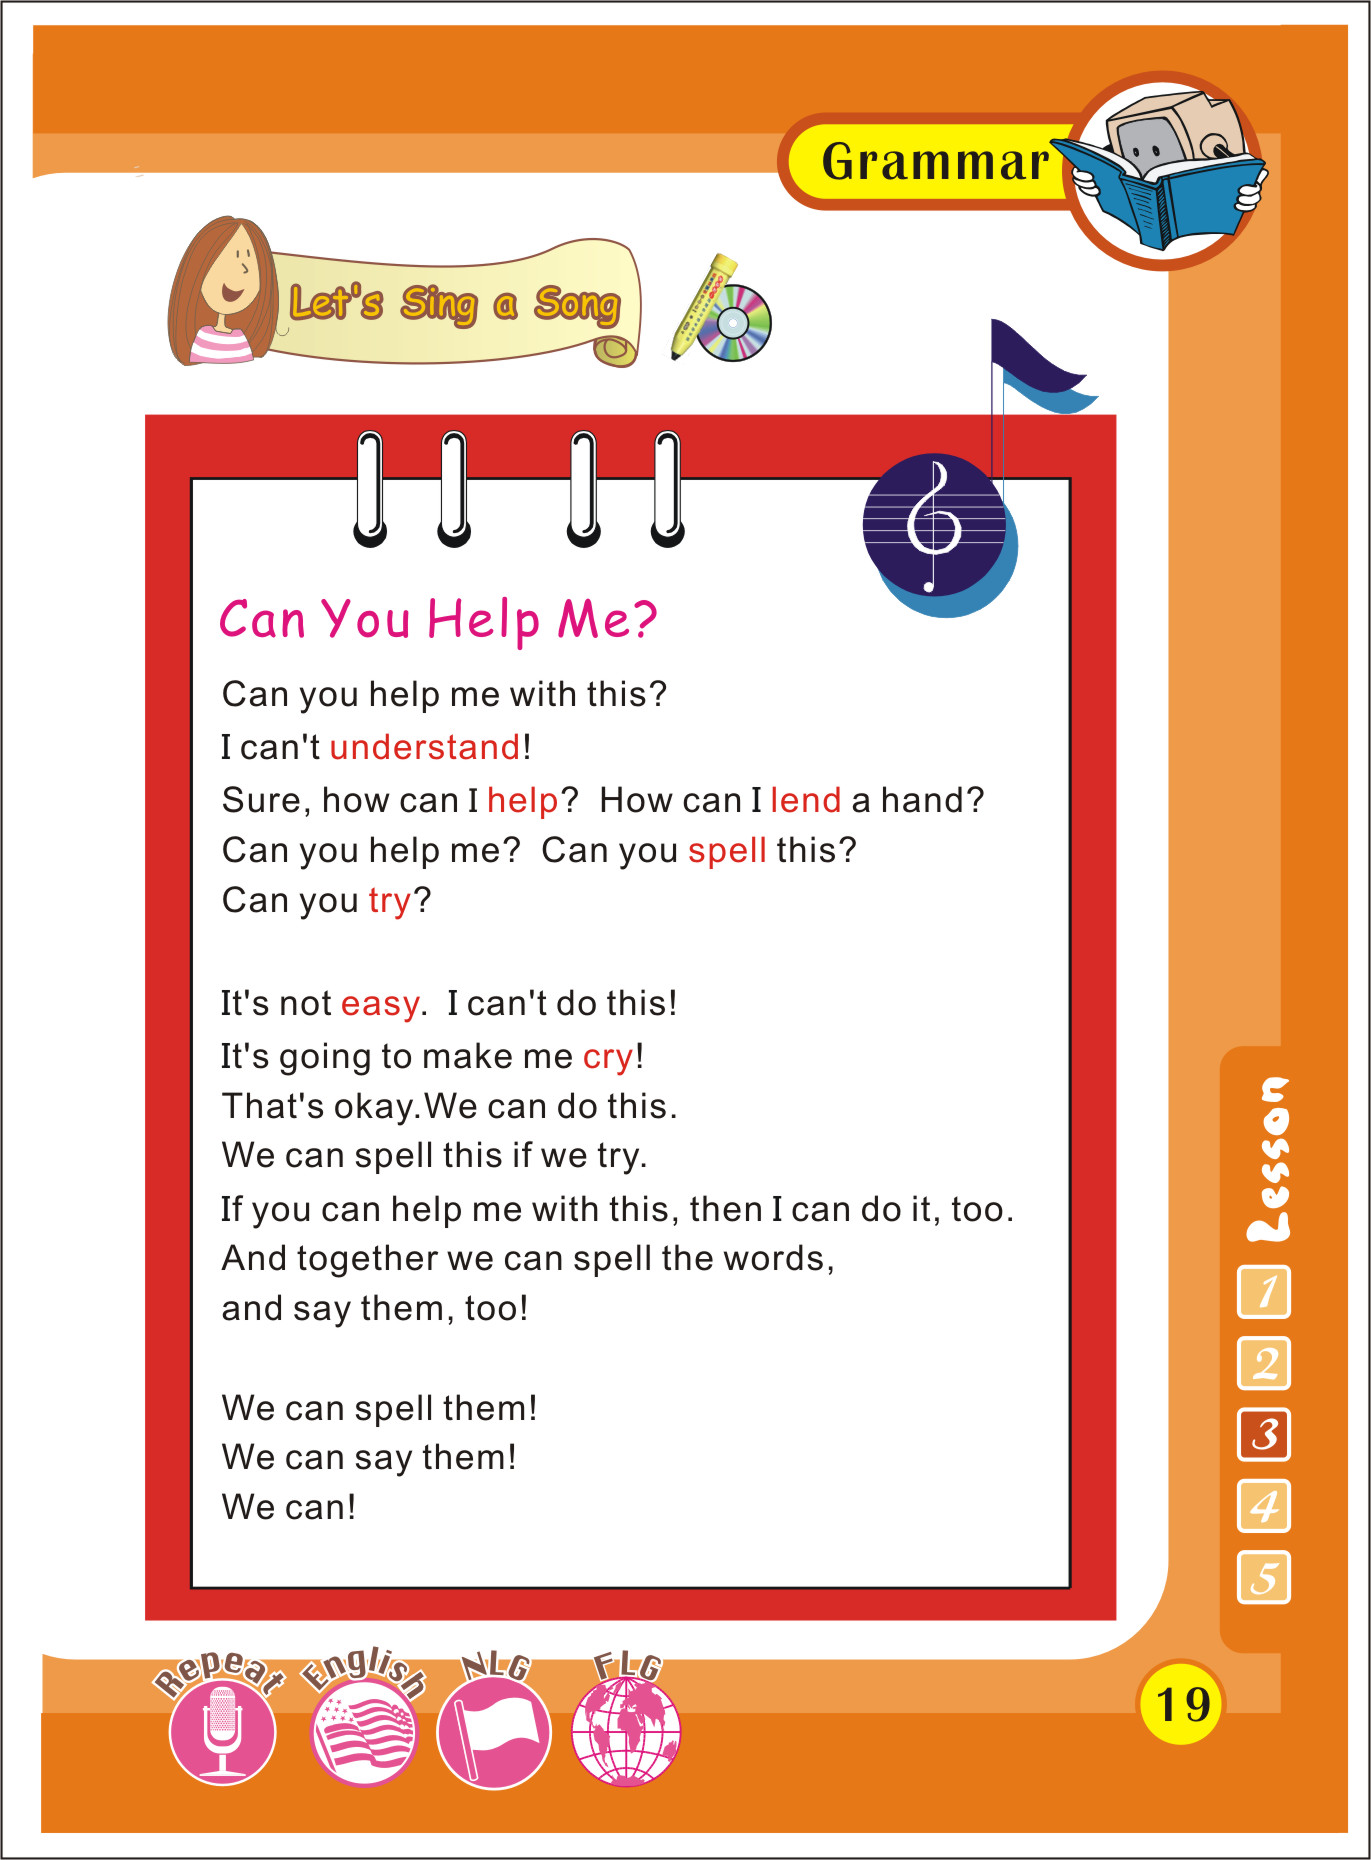 Grammar
Let's Sing a Song
Can You Help Me?
Can you help me with this?
I can't understand!
Sure, how can I help?  How can I lend a hand?
Can you help me?  Can you spell this?
Can you try?
It's not easy.  I can't do this!
It's going to make me cry!
That's okay.We can do this.
We can spell this if we try.
If you can help me with this, then I can do it, too.
And together we can spell the words,
and say them, too!
We can spell them!
We can say them!
We can!
Lesson
1
2
3
4
5
Repeat
English
NLG
FLG
19